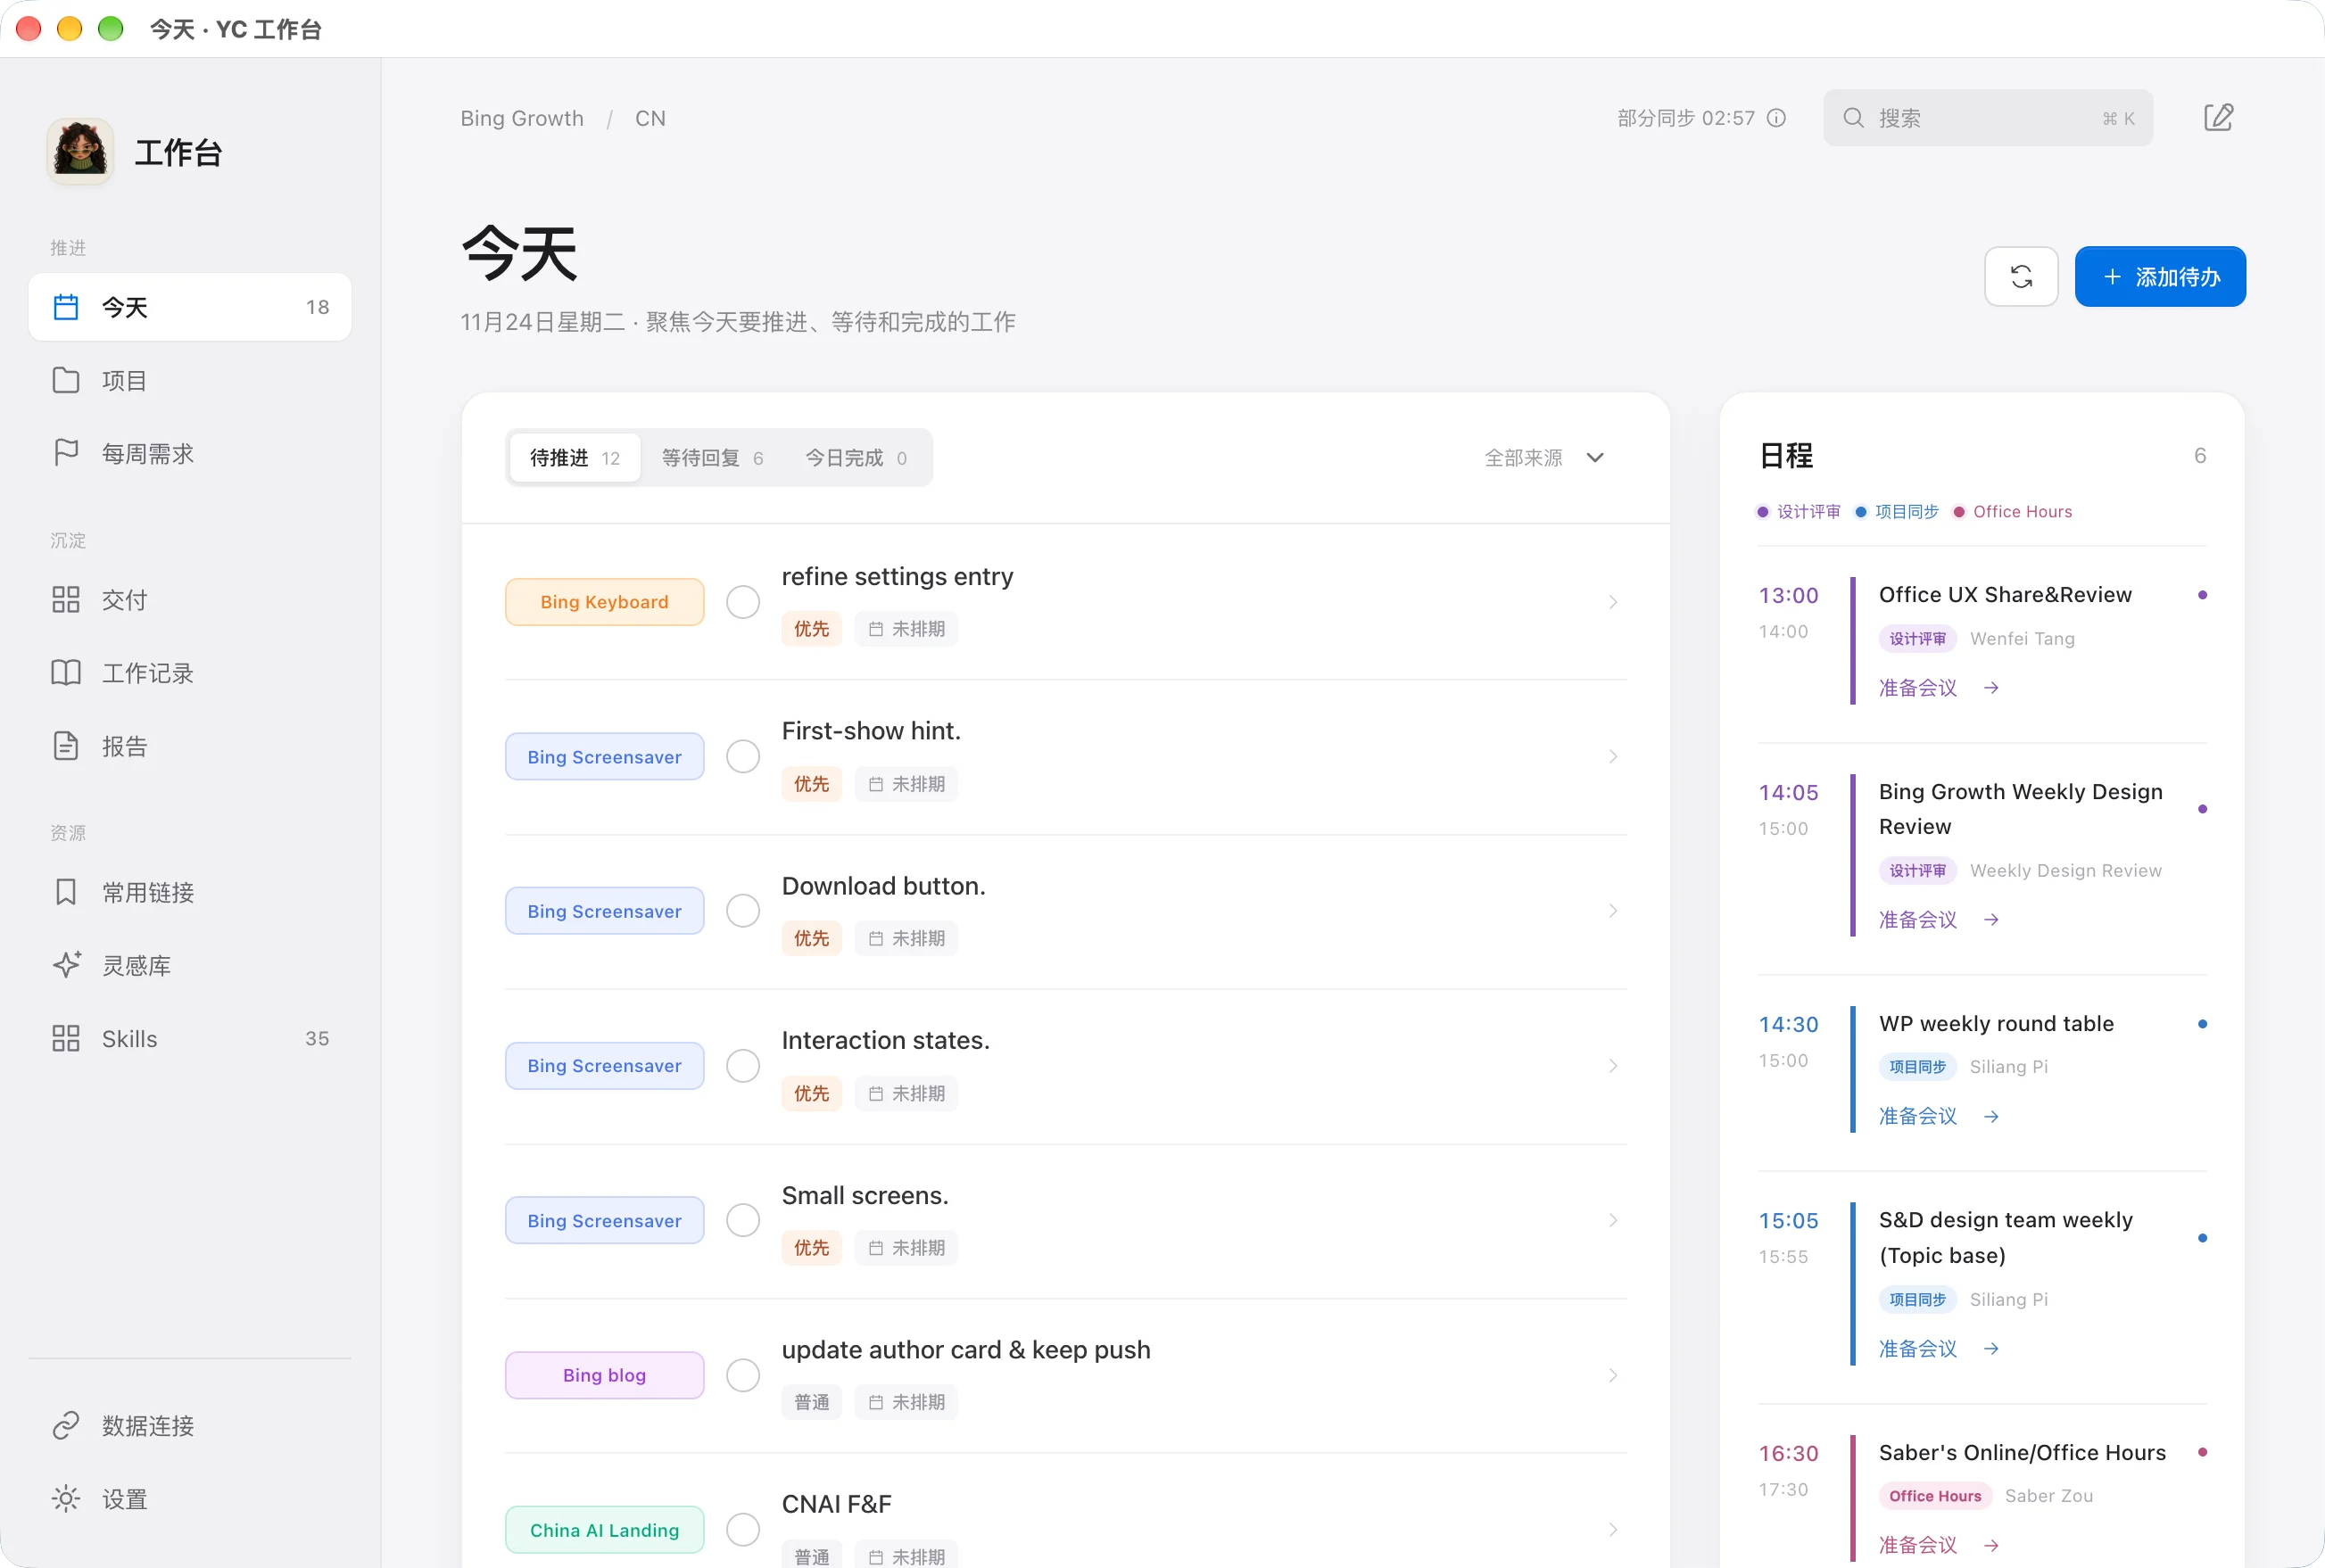 今天 · YC 工作台
工作台
推进
今天 18
项目
每周需求
沉淀
交付
工作记录
报告
资源
常用链接
灵感库
Skills 35
数据连接
设置
Bing Growth / CN
部分同步 02:57
搜索 ⌘ K
今天
11月24日星期二 · 聚焦今天要推进、等待和完成的工作
+ 添加待办
待推进 12 等待回复 6 今日完成 0
全部来源
Bing Keyboard
refine settings entry
优先 未排期
Bing Screensaver
First-show hint.
优先 未排期
Bing Screensaver
Download button.
优先 未排期
Bing Screensaver
Interaction states.
优先 未排期
Bing Screensaver
Small screens.
优先 未排期
Bing blog
update author card & keep push
普通 未排期
China AI Landing
CNAI F&F
普通 未排期
日程 6
设计评审 项目同步 Office Hours
13:00
14:00
Office UX Share&Review
设计评审 Wenfei Tang
准备会议 →
14:05
15:00
Bing Growth Weekly Design
Review
设计评审 Weekly Design Review
准备会议 →
14:30
15:00
WP weekly round table
项目同步 Siliang Pi
准备会议 →
15:05
15:55
S&D design team weekly
(Topic base)
项目同步 Siliang Pi
准备会议 →
16:30
17:30
Saber's Online/Office Hours
Office Hours Saber Zou
准备会议 →